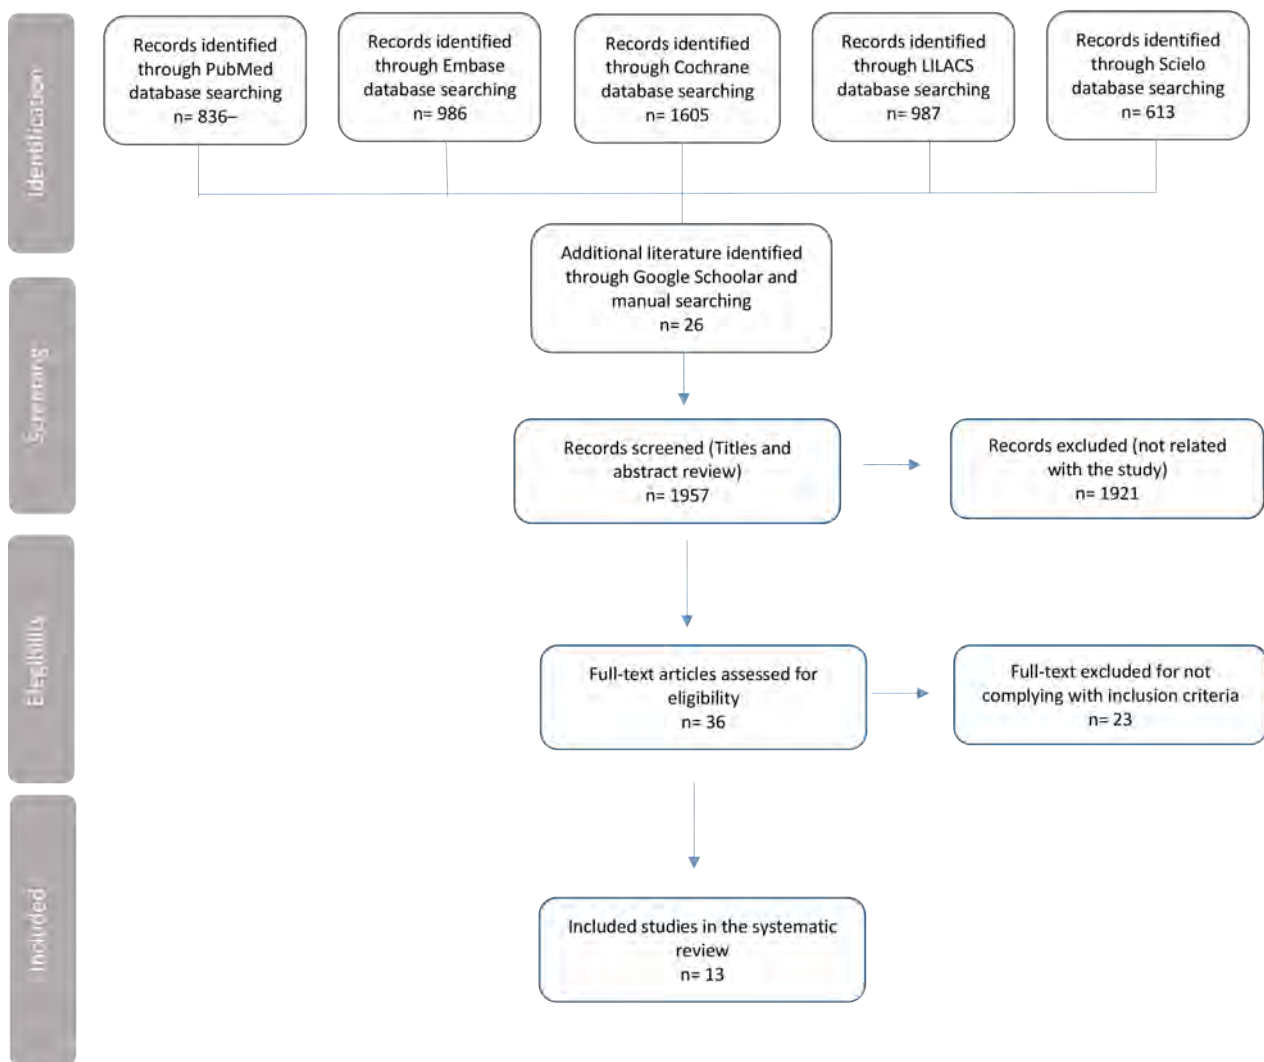 Identification
Records identified
through PubMed
database searching
n= 836–
Records identified
through Embase
database searching
n= 986
Records identified
through Cochrane
database searching
n= 1605
Records identified
through LILACS
database searching
n= 987
Records identified
through Scielo
database searching
n= 613
Additional literature identified
through Google Schoolar and
manual searching
n= 26
Screening
Records screened (Titles and
abstract review)
n= 1957
Records excluded (not related
with the study)
n= 1921
Elegibility
Full-text articles assessed for
eligibility
n= 36
Full-text excluded for not
complying with inclusion criteria
n= 23
Included
Included studies in the systematic
review
n= 13